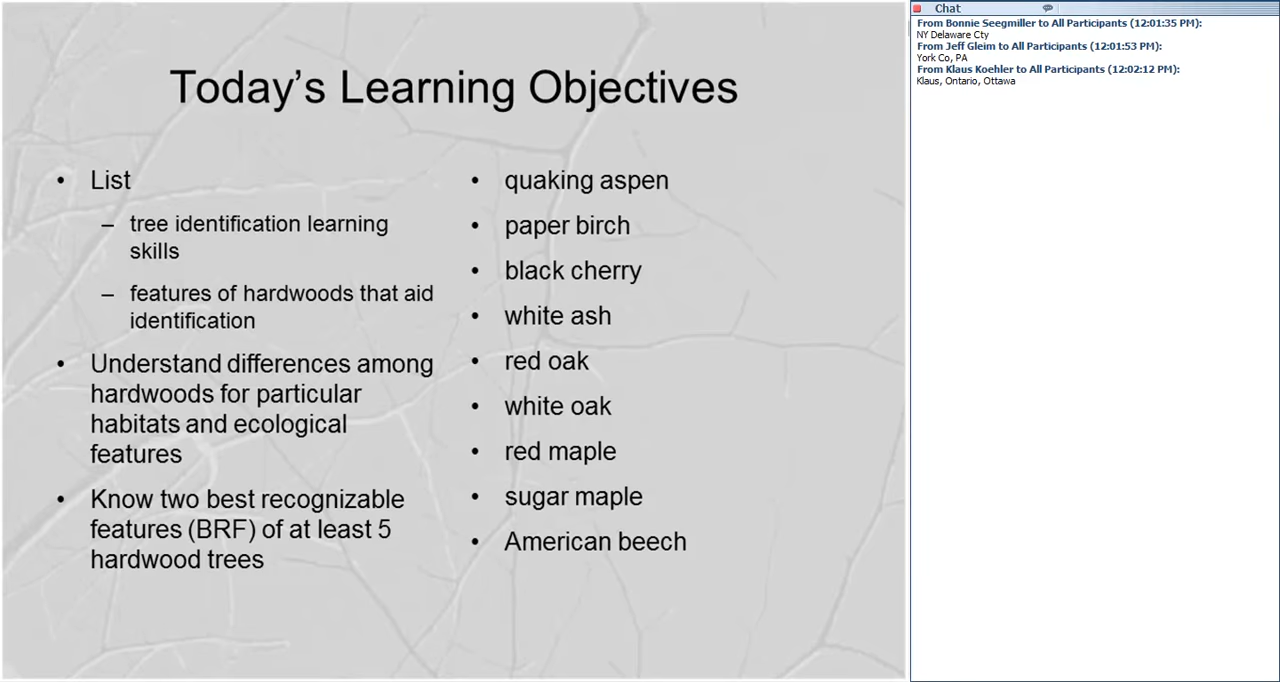 Today's Learning Objectives
• List
– tree identification learning
skills
– features of hardwoods that aid
identification
• Understand differences among
hardwoods for particular
habitats and ecological
features
• Know two best recognizable
features (BRF) of at least 5
hardwood trees
• quaking aspen
• paper birch
• black cherry
• white ash
• red oak
• white oak
• red maple
• sugar maple
• American beech
Chat
From Bonnie Seegmiller to All Participants (12:01:35 PM):
NY Delaware Cty
From Jeff Gleim to All Participants (12:01:53 PM):
York Co, PA
From Klaus Koehler to All Participants (12:02:12 PM):
Klaus, Ontario, Ottawa